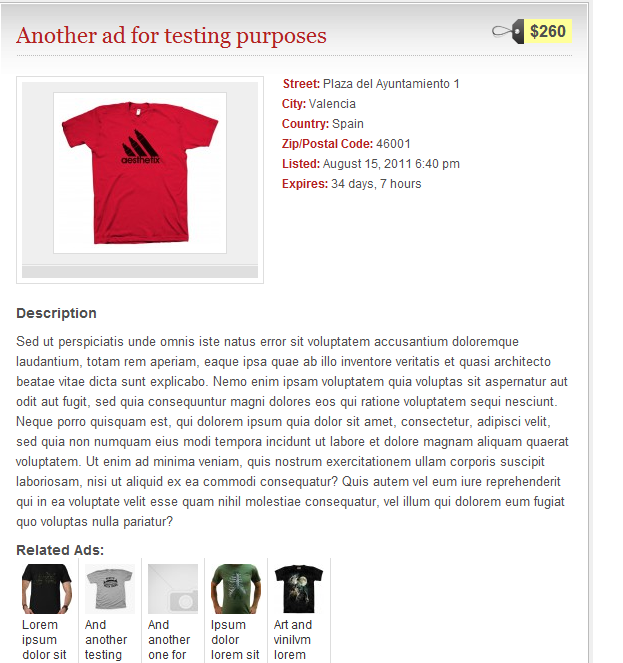 Another ad for testing purposes
$260
aesthetix
Street: Plaza del Ayuntamiento 1
City: Valencia
Country: Spain
Zip/Postal Code: 46001
Listed: August 15, 2011 6:40 pm
Expires: 34 days, 7 hours
Description
Sed ut perspiciatis unde omnis iste natus error sit voluptatem accusantium doloremque
laudantium, totam rem aperiam, eaque ipsa quae ab illo inventore veritatis et quasi architecto
beatae vitae dicta sunt explicabo. Nemo enim ipsam voluptatem quia voluptas sit aspernatur aut
odit aut fugit, sed quia consequuntur magni dolores eos qui ratione voluptatem sequi nesciunt.
Neque porro quisquam est, qui dolorem ipsum quia dolor sit amet, consectetur, adipisci velit,
sed quia non numquam eius modi tempora incidunt ut labore et dolore magnam aliquam quaerat
voluptatem. Ut enim ad minima veniam, quis nostrum exercitationem ullam corporis suscipit
laboriosam, nisi ut aliquid ex ea commodi consequatur? Quis autem vel eum iure reprehenderit
qui in ea voluptate velit esse quam nihil molestiae consequatur, vel illum qui dolorem eum fugiat
quo voluptas nulla pariatur?
Related Ads:
Lorem
ipsum
dolor sit
And
another
testing
And
another
one for
Ipsum
dolor
lorem sit
Art and
vinilvm
lorem